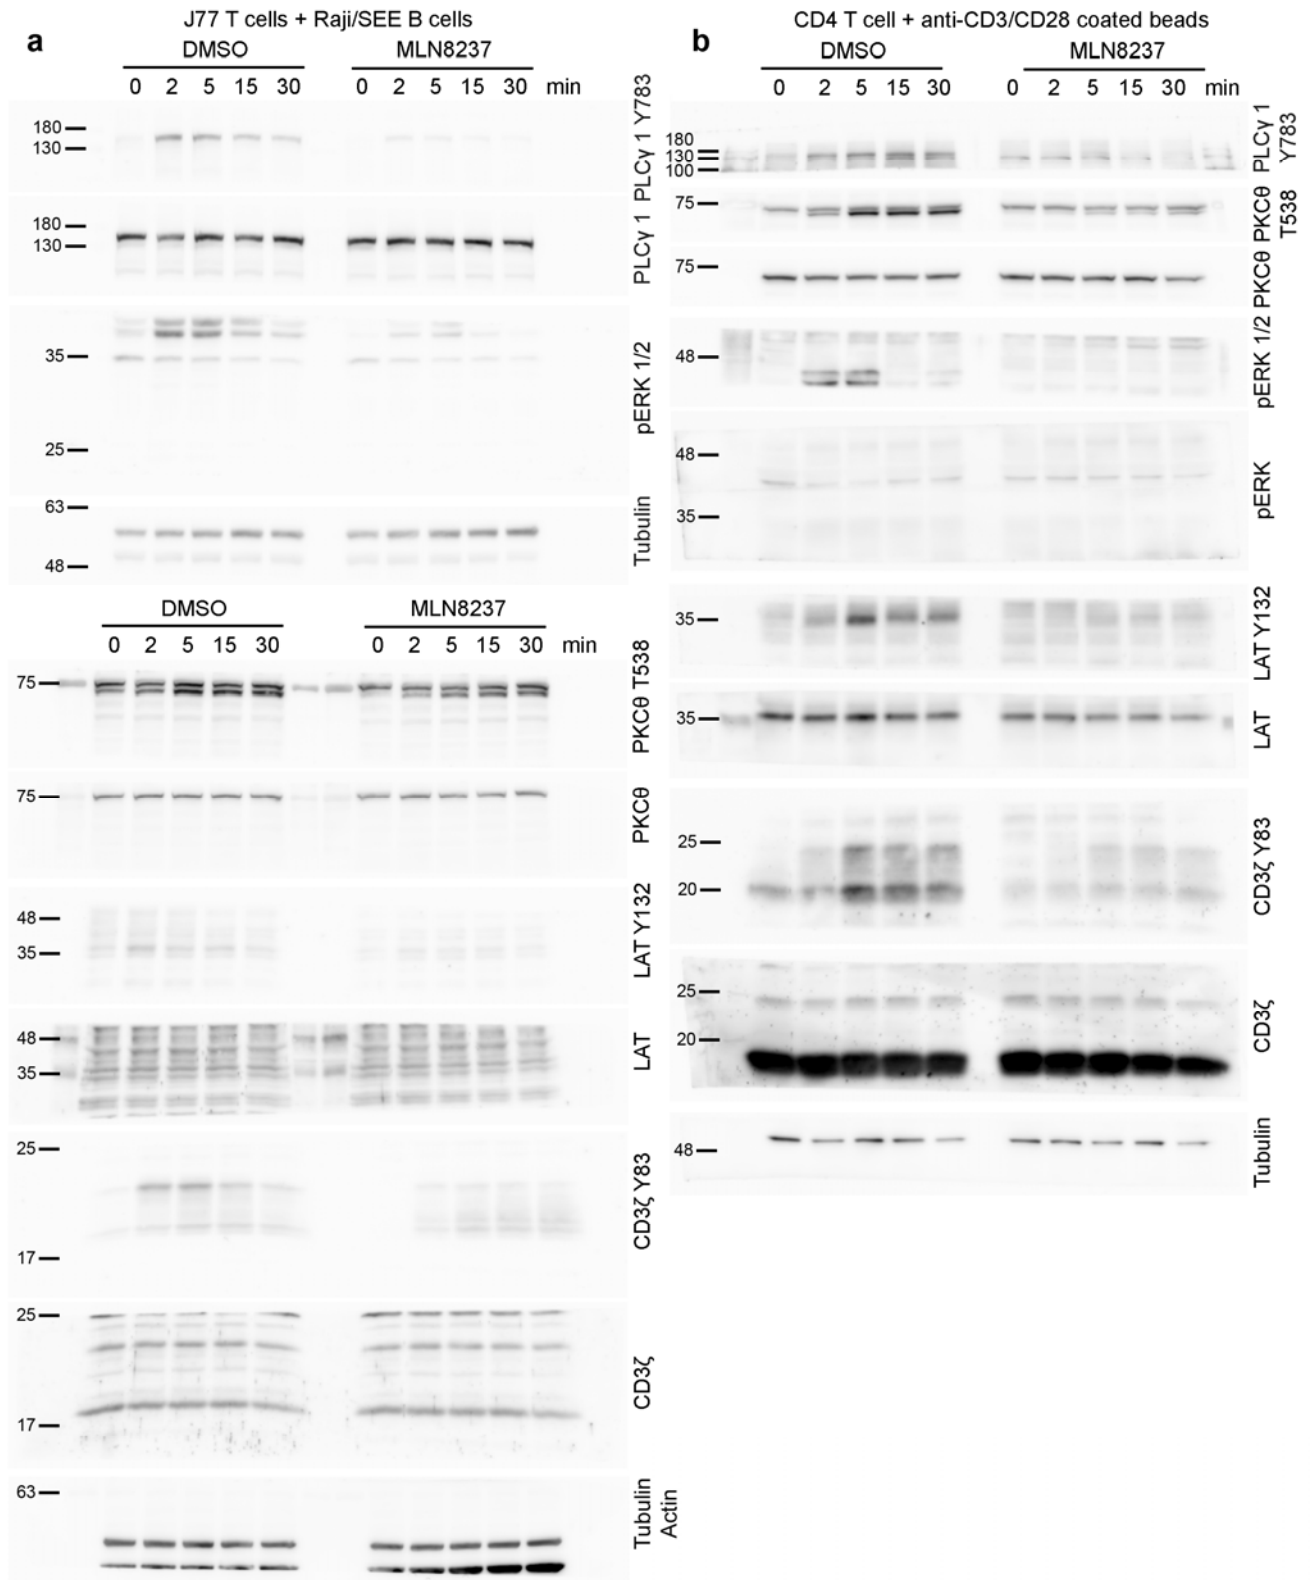 a
J77 T cells + Raji/SEE B cells
DMSO MLN8237
0 2 5 15 30 0 2 5 15 30 min
180
130
PLCγ 1 Y783
180
130
PLCγ 1
35
25
pERK 1/2
63
48
Tubulin
DMSO MLN8237
0 2 5 15 30 0 2 5 15 30 min
75
PKCθ T538
75
PKCθ
48
35
LAT Y132
48
35
LAT
25
17
CD3ζ Y83
25
17
CD3ζ
63
Tubulin
Actin
b
CD4 T cell + anti-CD3/CD28 coated beads
DMSO MLN8237
0 2 5 15 30 0 2 5 15 30 min
180
130
100
PLCγ 1
Y783
75
PKCθ
T538
75
PKCθ
48
pERK 1/2
48
35
pERK
35
LAT Y132
35
LAT
25
20
CD3ζ Y83
25
20
CD3ζ
48
Tubulin